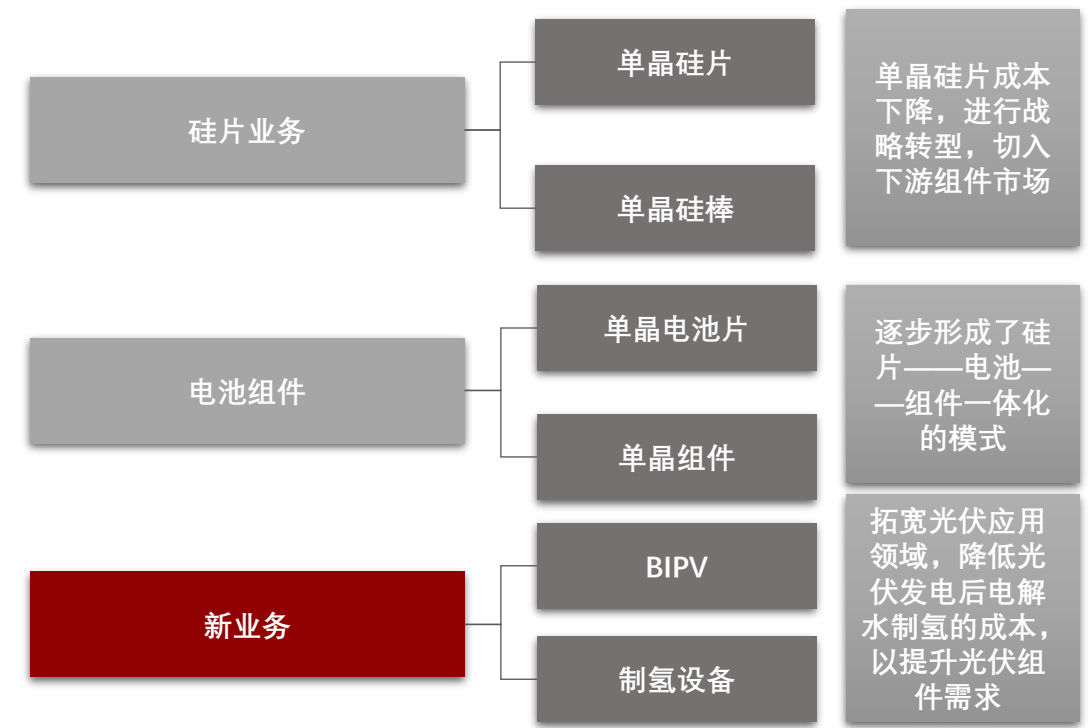 硅片业务
单晶硅片
单晶硅棒
单晶硅片成本
下降，进行战
略转型，切入
下游组件市场
电池组件
单晶电池片
单晶组件
逐步形成了硅
片——电池—
—组件一体化
的模式
新业务
BIPV
制氢设备
拓宽光伏应用
领域，降低光
伏发电后电解
水制氢的成本，
以提升光伏组
件需求